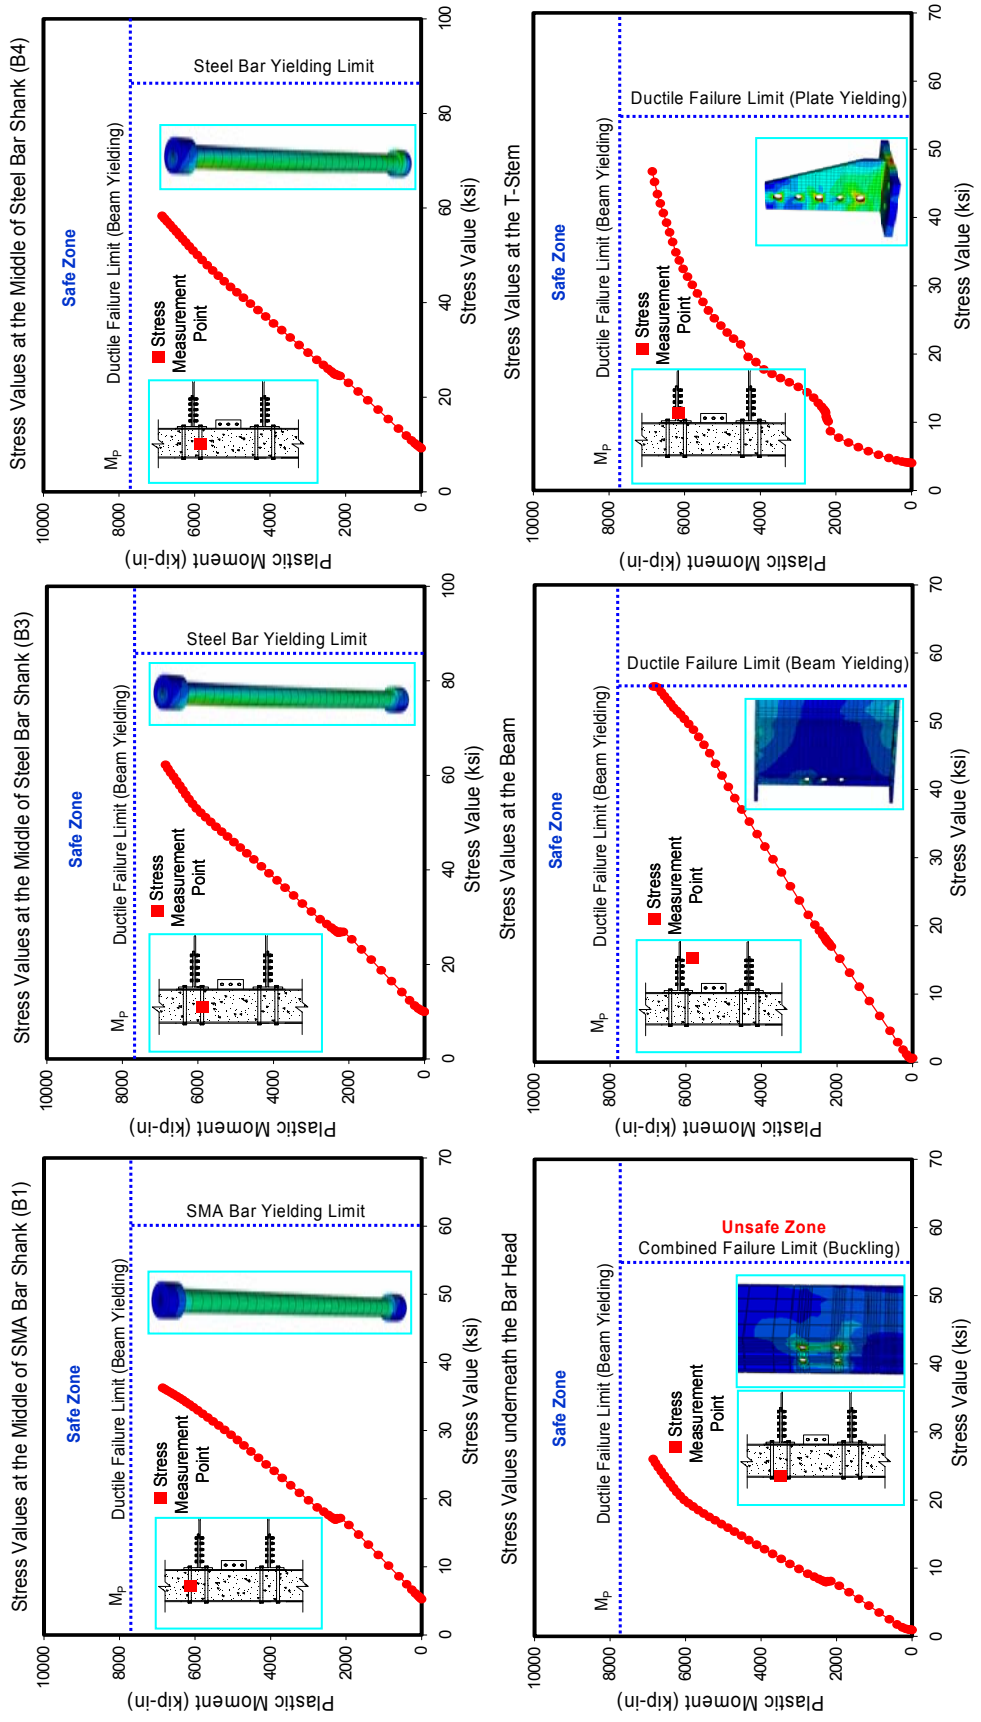 Stress Values at the Middle of SMA Bar Shank (B1)
10000
8000
6000
4000
2000
0
Plastic Moment (kip-in)
Safe Zone
Ductile Failure Limit (Beam Yielding)
MP
Stress
Measurement
Point
SMA Bar Yielding Limit
0 10 20 30 40 50 60 70
Stress Value (ksi)
Stress Values at the Middle of Steel Bar Shank (B3)
10000
8000
6000
4000
2000
0
Plastic Moment (kip-in)
Safe Zone
Ductile Failure Limit (Beam Yielding)
MP
Stress
Measurement
Point
Steel Bar Yielding Limit
0 20 40 60 80 100
Stress Value (ksi)
Stress Values at the Middle of Steel Bar Shank (B4)
10000
8000
6000
4000
2000
0
Plastic Moment (kip-in)
Safe Zone
Ductile Failure Limit (Beam Yielding)
MP
Stress
Measurement
Point
Steel Bar Yielding Limit
0 20 40 60 80 100
Stress Value (ksi)
Stress Values underneath the Bar Head
10000
8000
6000
4000
2000
0
Plastic Moment (kip-in)
Safe Zone
Ductile Failure Limit (Beam Yielding)
MP
Stress
Measurement
Point
Unsafe Zone
Combined Failure Limit (Buckling)
0 10 20 30 40 50 60 70
Stress Value (ksi)
Stress Values at the Beam
10000
8000
6000
4000
2000
0
Plastic Moment (kip-in)
Safe Zone
Ductile Failure Limit (Beam Yielding)
MP
Stress
Measurement
Point
Ductile Failure Limit (Beam Yielding)
0 10 20 30 40 50 60 70
Stress Value (ksi)
Stress Values at the T-Stem
10000
8000
6000
4000
2000
0
Plastic Moment (kip-in)
Safe Zone
Ductile Failure Limit (Beam Yielding)
MP
Stress
Measurement
Point
Ductile Failure Limit (Plate Yielding)
0 10 20 30 40 50 60 70
Stress Value (ksi)